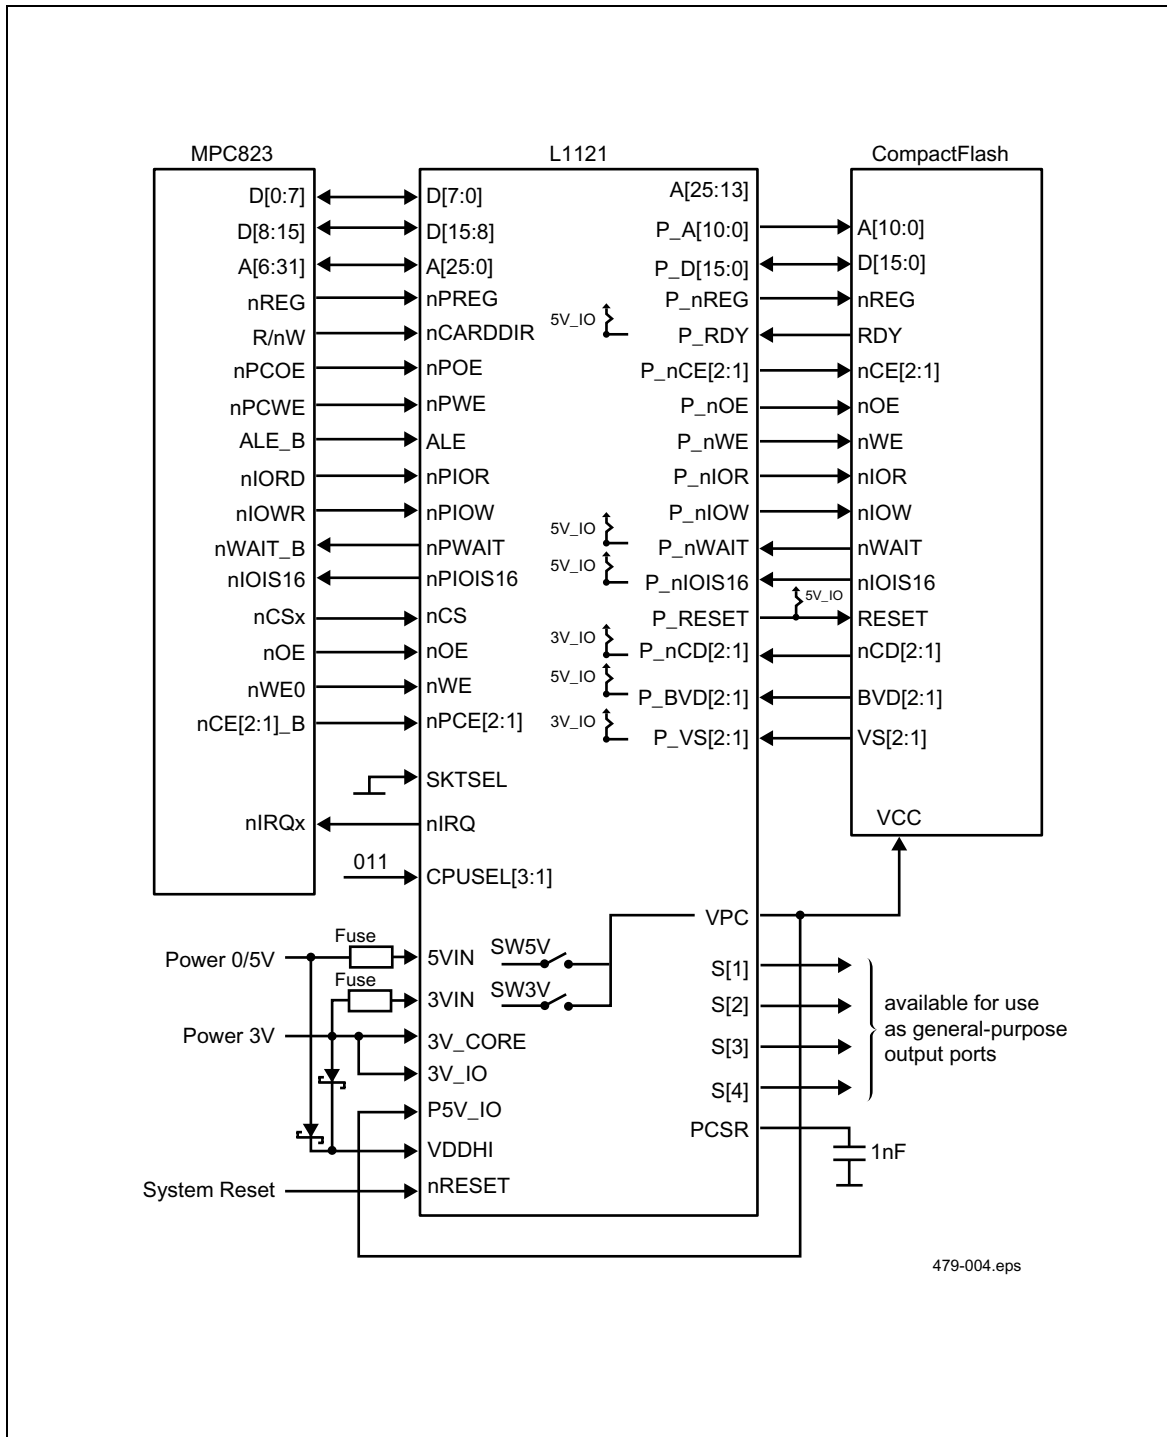 MPC823 L1121 CompactFlash
D[0:7] D[7:0] A[25:13]
D[8:15] D[15:8] P_A[10:0] A[10:0]
A[6:31] A[25:0] P_D[15:0] D[15:0]
nREG nPREG P_nREG nREG
R/nW nCARDDIR 5V_IO P_RDY RDY
nPCOE nPOE P_nCE[2:1] nCE[2:1]
nPCWE nPWE P_nOE nOE
ALE_B ALE P_nWE nWE
nIORD nPIOR P_nIOR nIOR
nIOWR nPIOW P_nIOW nIOW
nWAIT_B nPWAIT 5V_IO P_nWAIT nWAIT
nIOIS16 nPIOIS16 5V_IO P_nIOIS16 nIOIS16
nCSx nCS P_RESET 5V_IO RESET
nOE nOE 3V_IO P_nCD[2:1] nCD[2:1]
nWE0 nWE 5V_IO P_BVD[2:1] BVD[2:1]
nCE[2:1]_B nPCE[2:1] 3V_IO P_VS[2:1] VS[2:1]
SKTSEL
nIRQx nIRQ VCC
011 CPUSEL[3:1]
VPC
Fuse SW5V
Power 0/5V 5VIN S[1]
Fuse SW3V
3VIN S[2]
Power 3V 3V_CORE S[3]
3V_IO S[4]
available for use
as general-purpose
output ports
P5V_IO PCSR
VDDHI 1nF
System Reset nRESET
479-004.eps